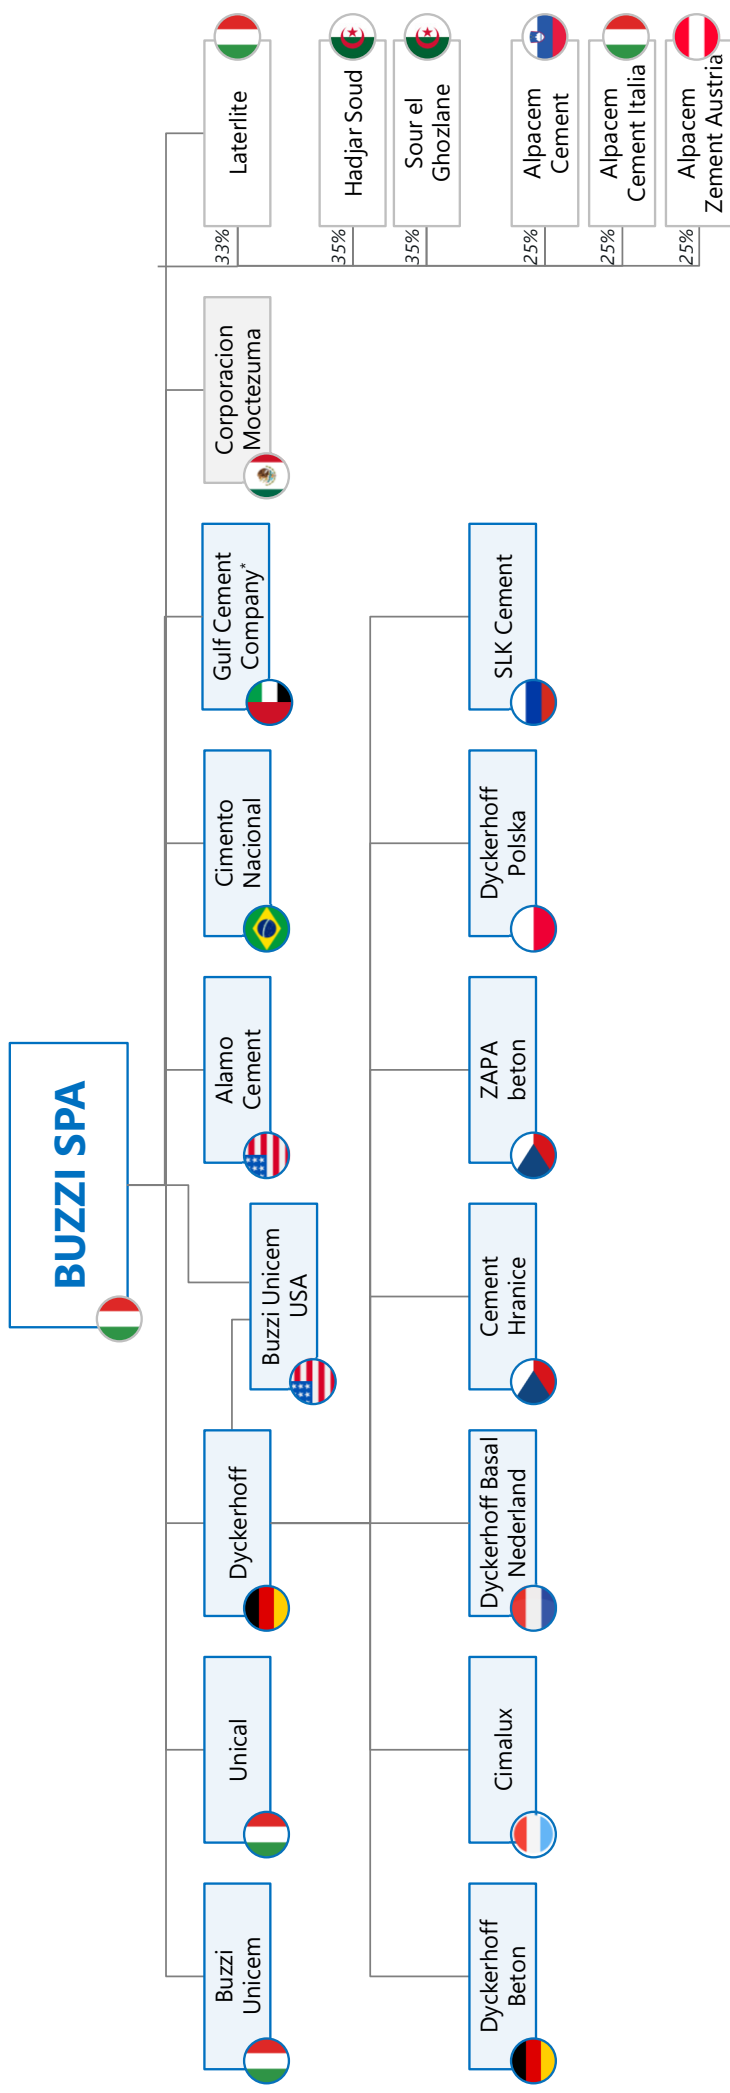 BUZZI SPA
Buzzi
Unicem
Unical
Dyckerhoff
Buzzi Unicem
USA
Alamo
Cement
Cimento
Nacional
Gulf Cement
Company*
Corporacion
Moctezuma
Laterlite
33%
Hadjar Soud
35%
Sour el
Ghozlane
35%
Alpacem
Cement
25%
Alpacem
Cement Italia
25%
Alpacem
Zement Austria
25%
Dyckerhoff
Beton
Cimalux
Dyckerhoff Basal
Nederland
Cement
Hranice
ZAPA
beton
Dyckerhoff
Polska
SLK Cement